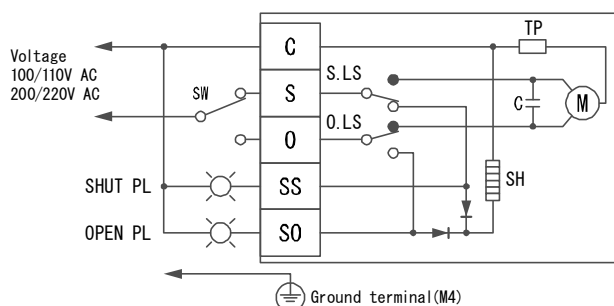 Voltage
100/110V AC
200/220V AC
SW
C
S
O
SS
SO
S.LS
O.LS
TP
C
M
SH
SHUT PL
OPEN PL
Ground terminal(M4)